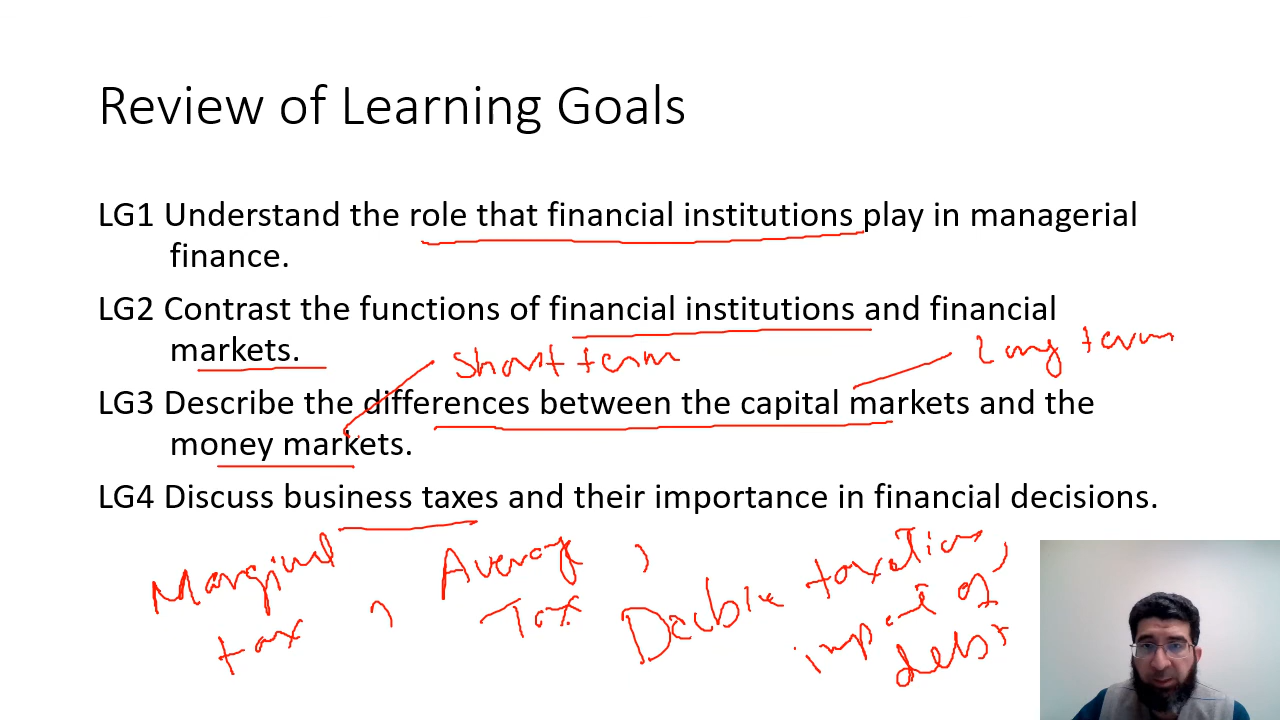 Review of Learning Goals
LG1 Understand the role that financial institutions play in managerial
finance.
LG2 Contrast the functions of financial institutions and financial
markets.
Short term
Long term
LG3 Describe the differences between the capital markets and the
money markets.
LG4 Discuss business taxes and their importance in financial decisions.
Marginal
tax ,
Average ,
Tax
Double taxation,
impact of
debt